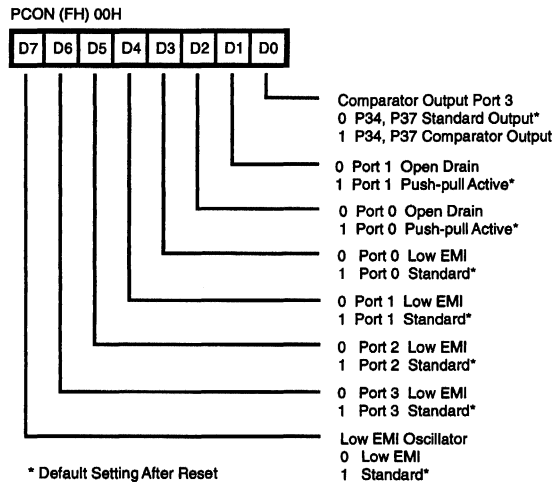 PCON (FH) 00H
D7 D6 D5 D4 D3 D2 D1 D0
Comparator Output Port 3
0 P34, P37 Standard Output*
1 P34, P37 Comparator Output
0 Port 1 Open Drain
1 Port 1 Push-pull Active*
0 Port 0 Open Drain
1 Port 0 Push-pull Active*
0 Port 0 Low EMI
1 Port 0 Standard*
0 Port 1 Low EMI
1 Port 1 Standard*
0 Port 2 Low EMI
1 Port 2 Standard*
0 Port 3 Low EMI
1 Port 3 Standard*
Low EMI Oscillator
0 Low EMI
1 Standard*
* Default Setting After Reset